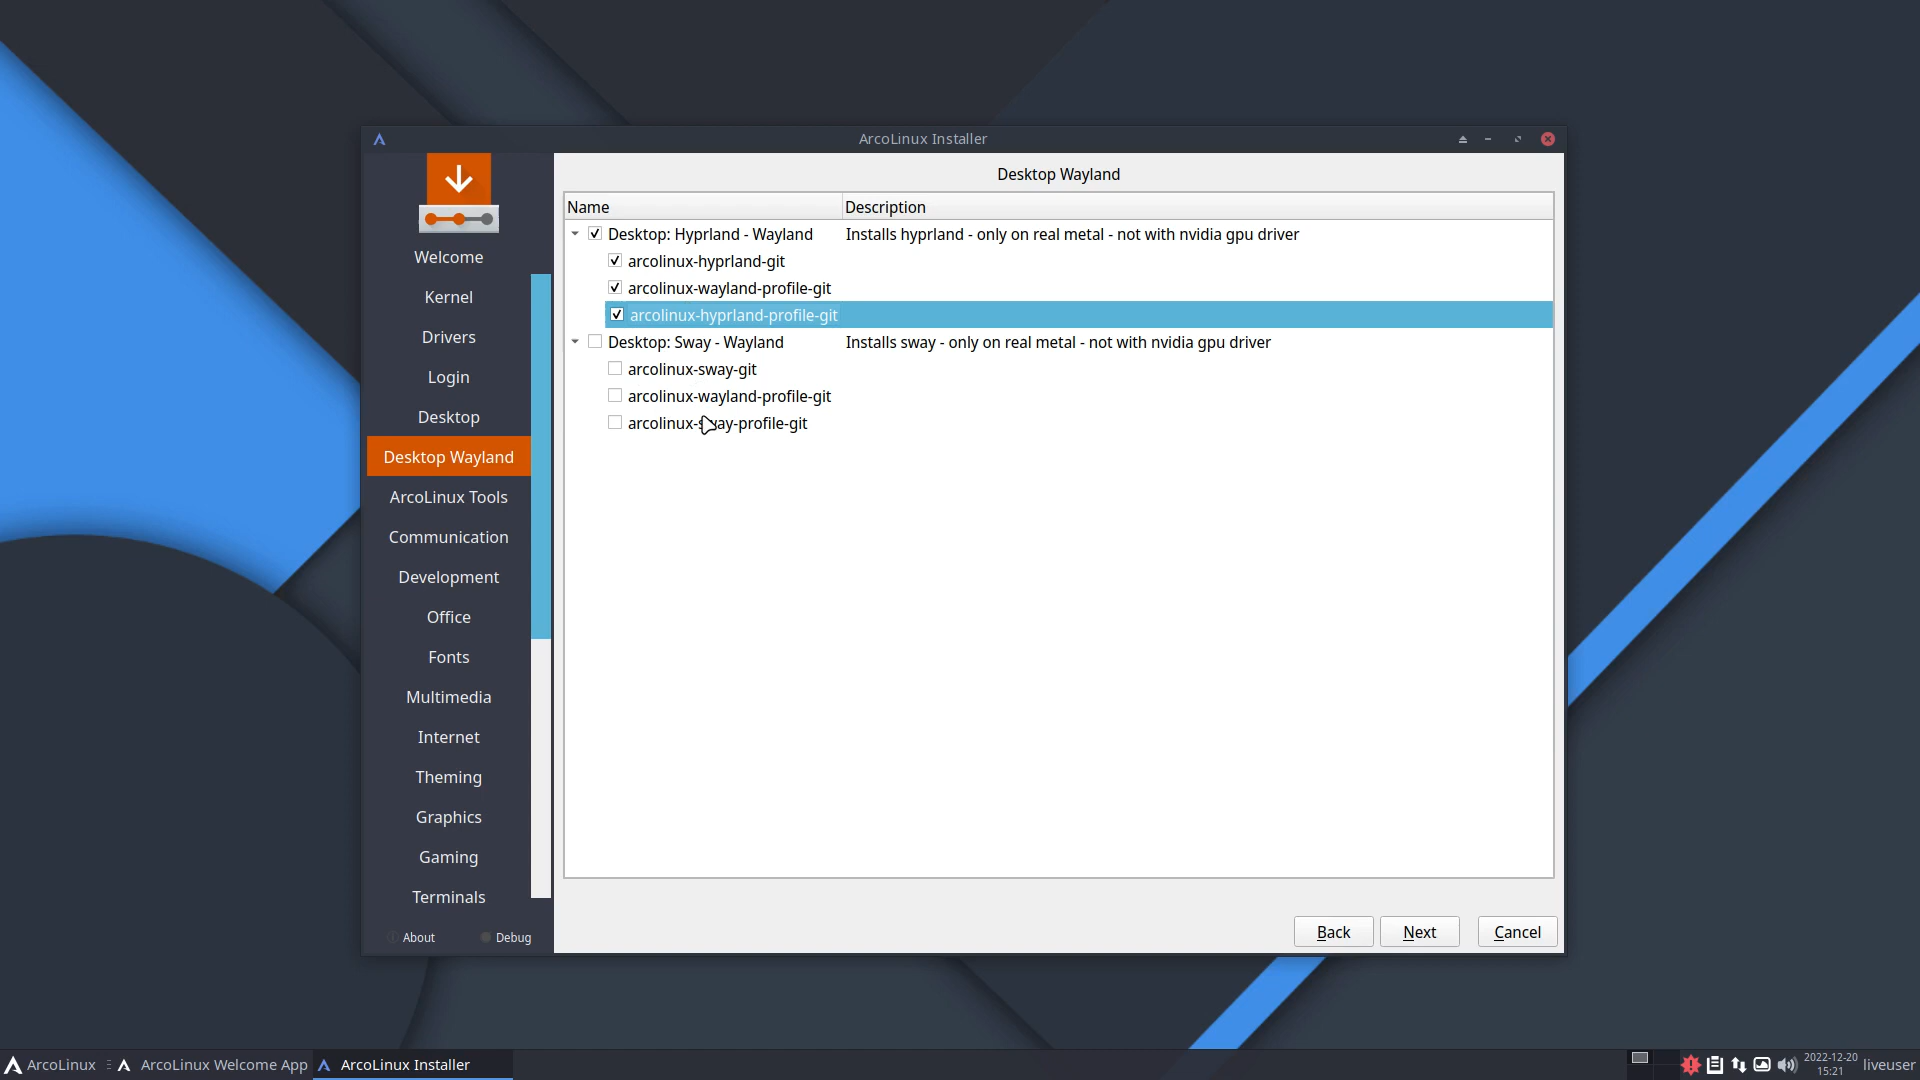 ArcoLinux Installer
Desktop Wayland
Name Description
Desktop: Hyprland - Wayland Installs hyprland - only on real metal - not with nvidia gpu driver
arcolinux-hyprland-git
arcolinux-wayland-profile-git
arcolinux-hyprland-profile-git
Desktop: Sway - Wayland Installs sway - only on real metal - not with nvidia gpu driver
arcolinux-sway-git
arcolinux-wayland-profile-git
arcolinux-sway-profile-git
Welcome
Kernel
Drivers
Login
Desktop
Desktop Wayland
ArcoLinux Tools
Communication
Development
Office
Fonts
Multimedia
Internet
Theming
Graphics
Gaming
Terminals
About Debug
Back Next Cancel
ArcoLinux ArcoLinux Welcome App ArcoLinux Installer
2022-12-20
15:21
liveuser